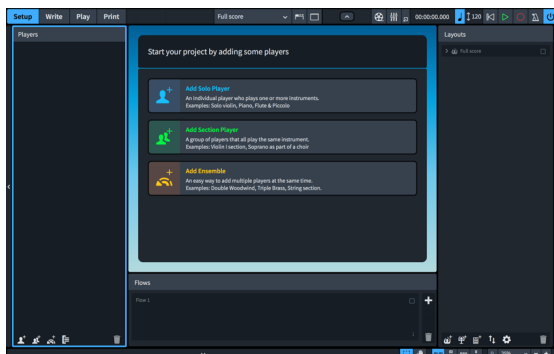 Setup Write Play Print Full score 00:00:00.000 120
Players
Layouts
Start your project by adding some players
Full score
Add Solo Player
An individual player who plays one or more instruments.
Examples: Solo violin, Piano, Flute & Piccolo
Add Section Player
A group of players that all play the same instrument.
Examples: Violin I section, Soprano as part of a choir
Add Ensemble
An easy way to add multiple players at the same time.
Examples: Double Woodwind, Triple Brass, String section.
Flows
Flow 1
1